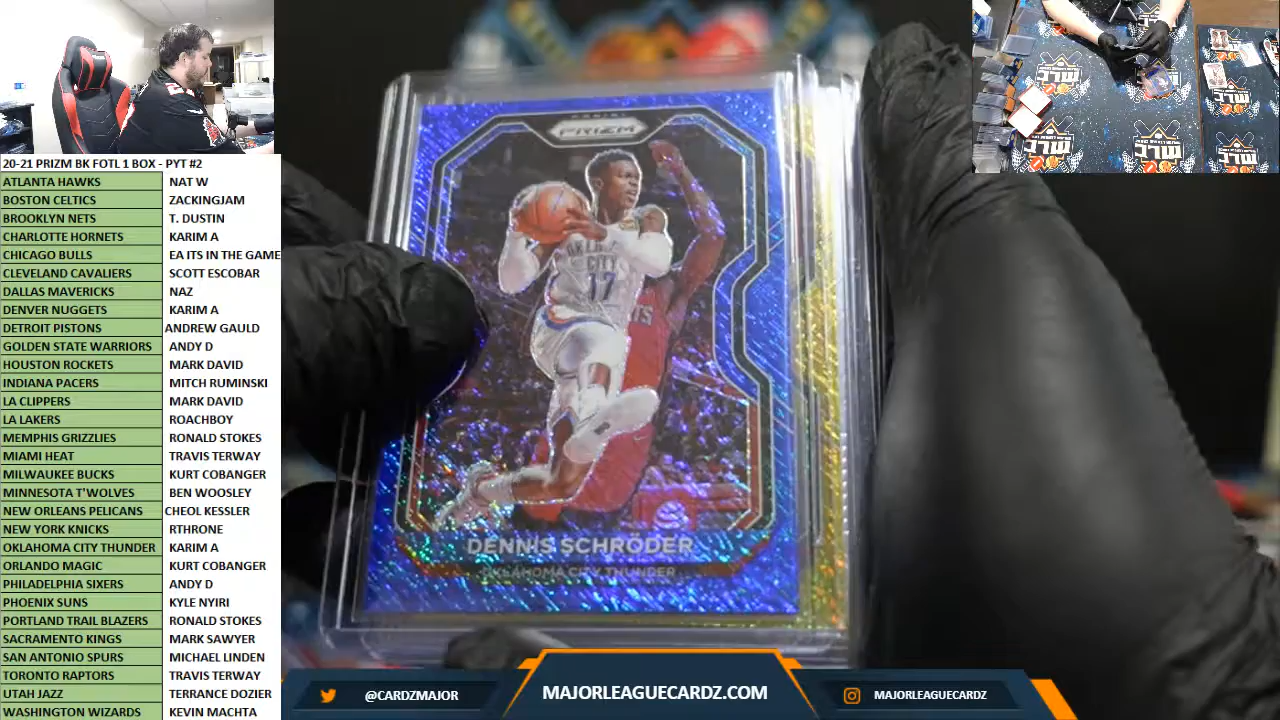 20-21 PRIZM BK FOTL 1 BOX - PYT #2
ATLANTA HAWKS NAT W
BOSTON CELTICS ZACKINGJAM
BROOKLYN NETS T. DUSTIN
CHARLOTTE HORNETS KARIM A
CHICAGO BULLS EA ITS IN THE GAME
CLEVELAND CAVALIERS SCOTT ESCOBAR
DALLAS MAVERICKS NAZ
DENVER NUGGETS KARIM A
DETROIT PISTONS ANDREW GAULD
GOLDEN STATE WARRIORS ANDY D
HOUSTON ROCKETS MARK DAVID
INDIANA PACERS MITCH RUMINSKI
LA CLIPPERS MARK DAVID
LA LAKERS ROACHBOY
MEMPHIS GRIZZLIES RONALD STOKES
MIAMI HEAT TRAVIS TERWAY
MILWAUKEE BUCKS KURT COBANGER
MINNESOTA T'WOLVES BEN WOOSLEY
NEW ORLEANS PELICANS CHEOL KESSLER
NEW YORK KNICKS RTHRONE
OKLAHOMA CITY THUNDER KARIM A
ORLANDO MAGIC KURT COBANGER
PHILADELPHIA SIXERS ANDY D
PHOENIX SUNS KYLE NYIRI
PORTLAND TRAIL BLAZERS RONALD STOKES
SACRAMENTO KINGS MARK SAWYER
SAN ANTONIO SPURS MICHAEL LINDEN
TORONTO RAPTORS TRAVIS TERWAY
UTAH JAZZ TERRANCE DOZIER
WASHINGTON WIZARDS KEVIN MACHTA
PANINI
PRIZM
OKLAHOMA
CITY
17
DENNIS SCHRÖDER
OKLAHOMA CITY THUNDER
@CARDZMAJOR
MAJORLEAGUECARDZ.COM
MAJORLEAGUECARDZ